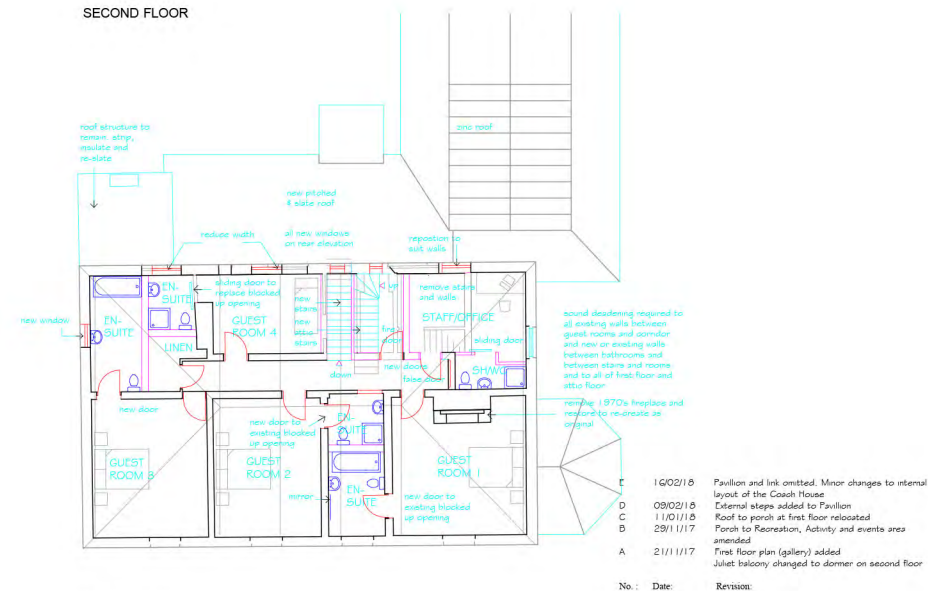 SECOND FLOOR
roof structure to
remain. strip,
insulate and
re-slate
zinc roof
new pitched
& slate roof
reduce width
all new windows
on rear elevation
repostion to
suit walls
new window
EN-
SUITE
EN-
SUITE
LINEN
sliding door to
replace blocked
up opening
GUEST
ROOM 4
new
stairs
new
attic
stairs
up
fire
door
remove stairs
and walls
STAFF/OFFICE
sliding door
SH/WC
down
new doors
false door
sound deadening required to
all existing walls between
guest rooms and corridor
and new or existing walls
between bathrooms and
between stairs and rooms
and to all of first floor and
attic floor
remove 1970's fireplace and
restore to re-create as
original
new door
new door to
existing blocked
up opening
EN-
SUITE
GUEST
ROOM 3
GUEST
ROOM 2
mirror
EN-
SUITE
new door to
existing blocked
up opening
GUEST
ROOM 1
E 16/02/18 Pavillion and link omitted. Minor changes to internal
layout of the Coach House
D 09/02/18 External steps added to Pavilion
C 11/01/18 Roof to porch at first floor relocated
B 29/11/17 Porch to Recreation, Activity and events area
amended
A 21/11/17 First floor plan (gallery) added
Juliet balcony changed to dormer on second floor
No. : Date: Revision: